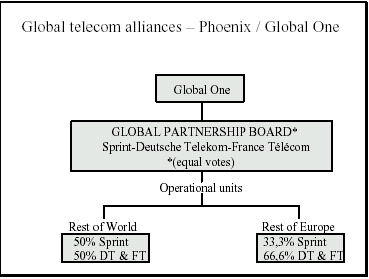 Global telecom alliances – Phoenix / Global One
Global One
GLOBAL PARTNERSHIP BOARD*
Sprint-Deutsche Telekom-France Télécom
*(equal votes)
Operational units
Rest of World
50% Sprint
50% DT & FT
Rest of Europe
33,3% Sprint
66,6% DT & FT